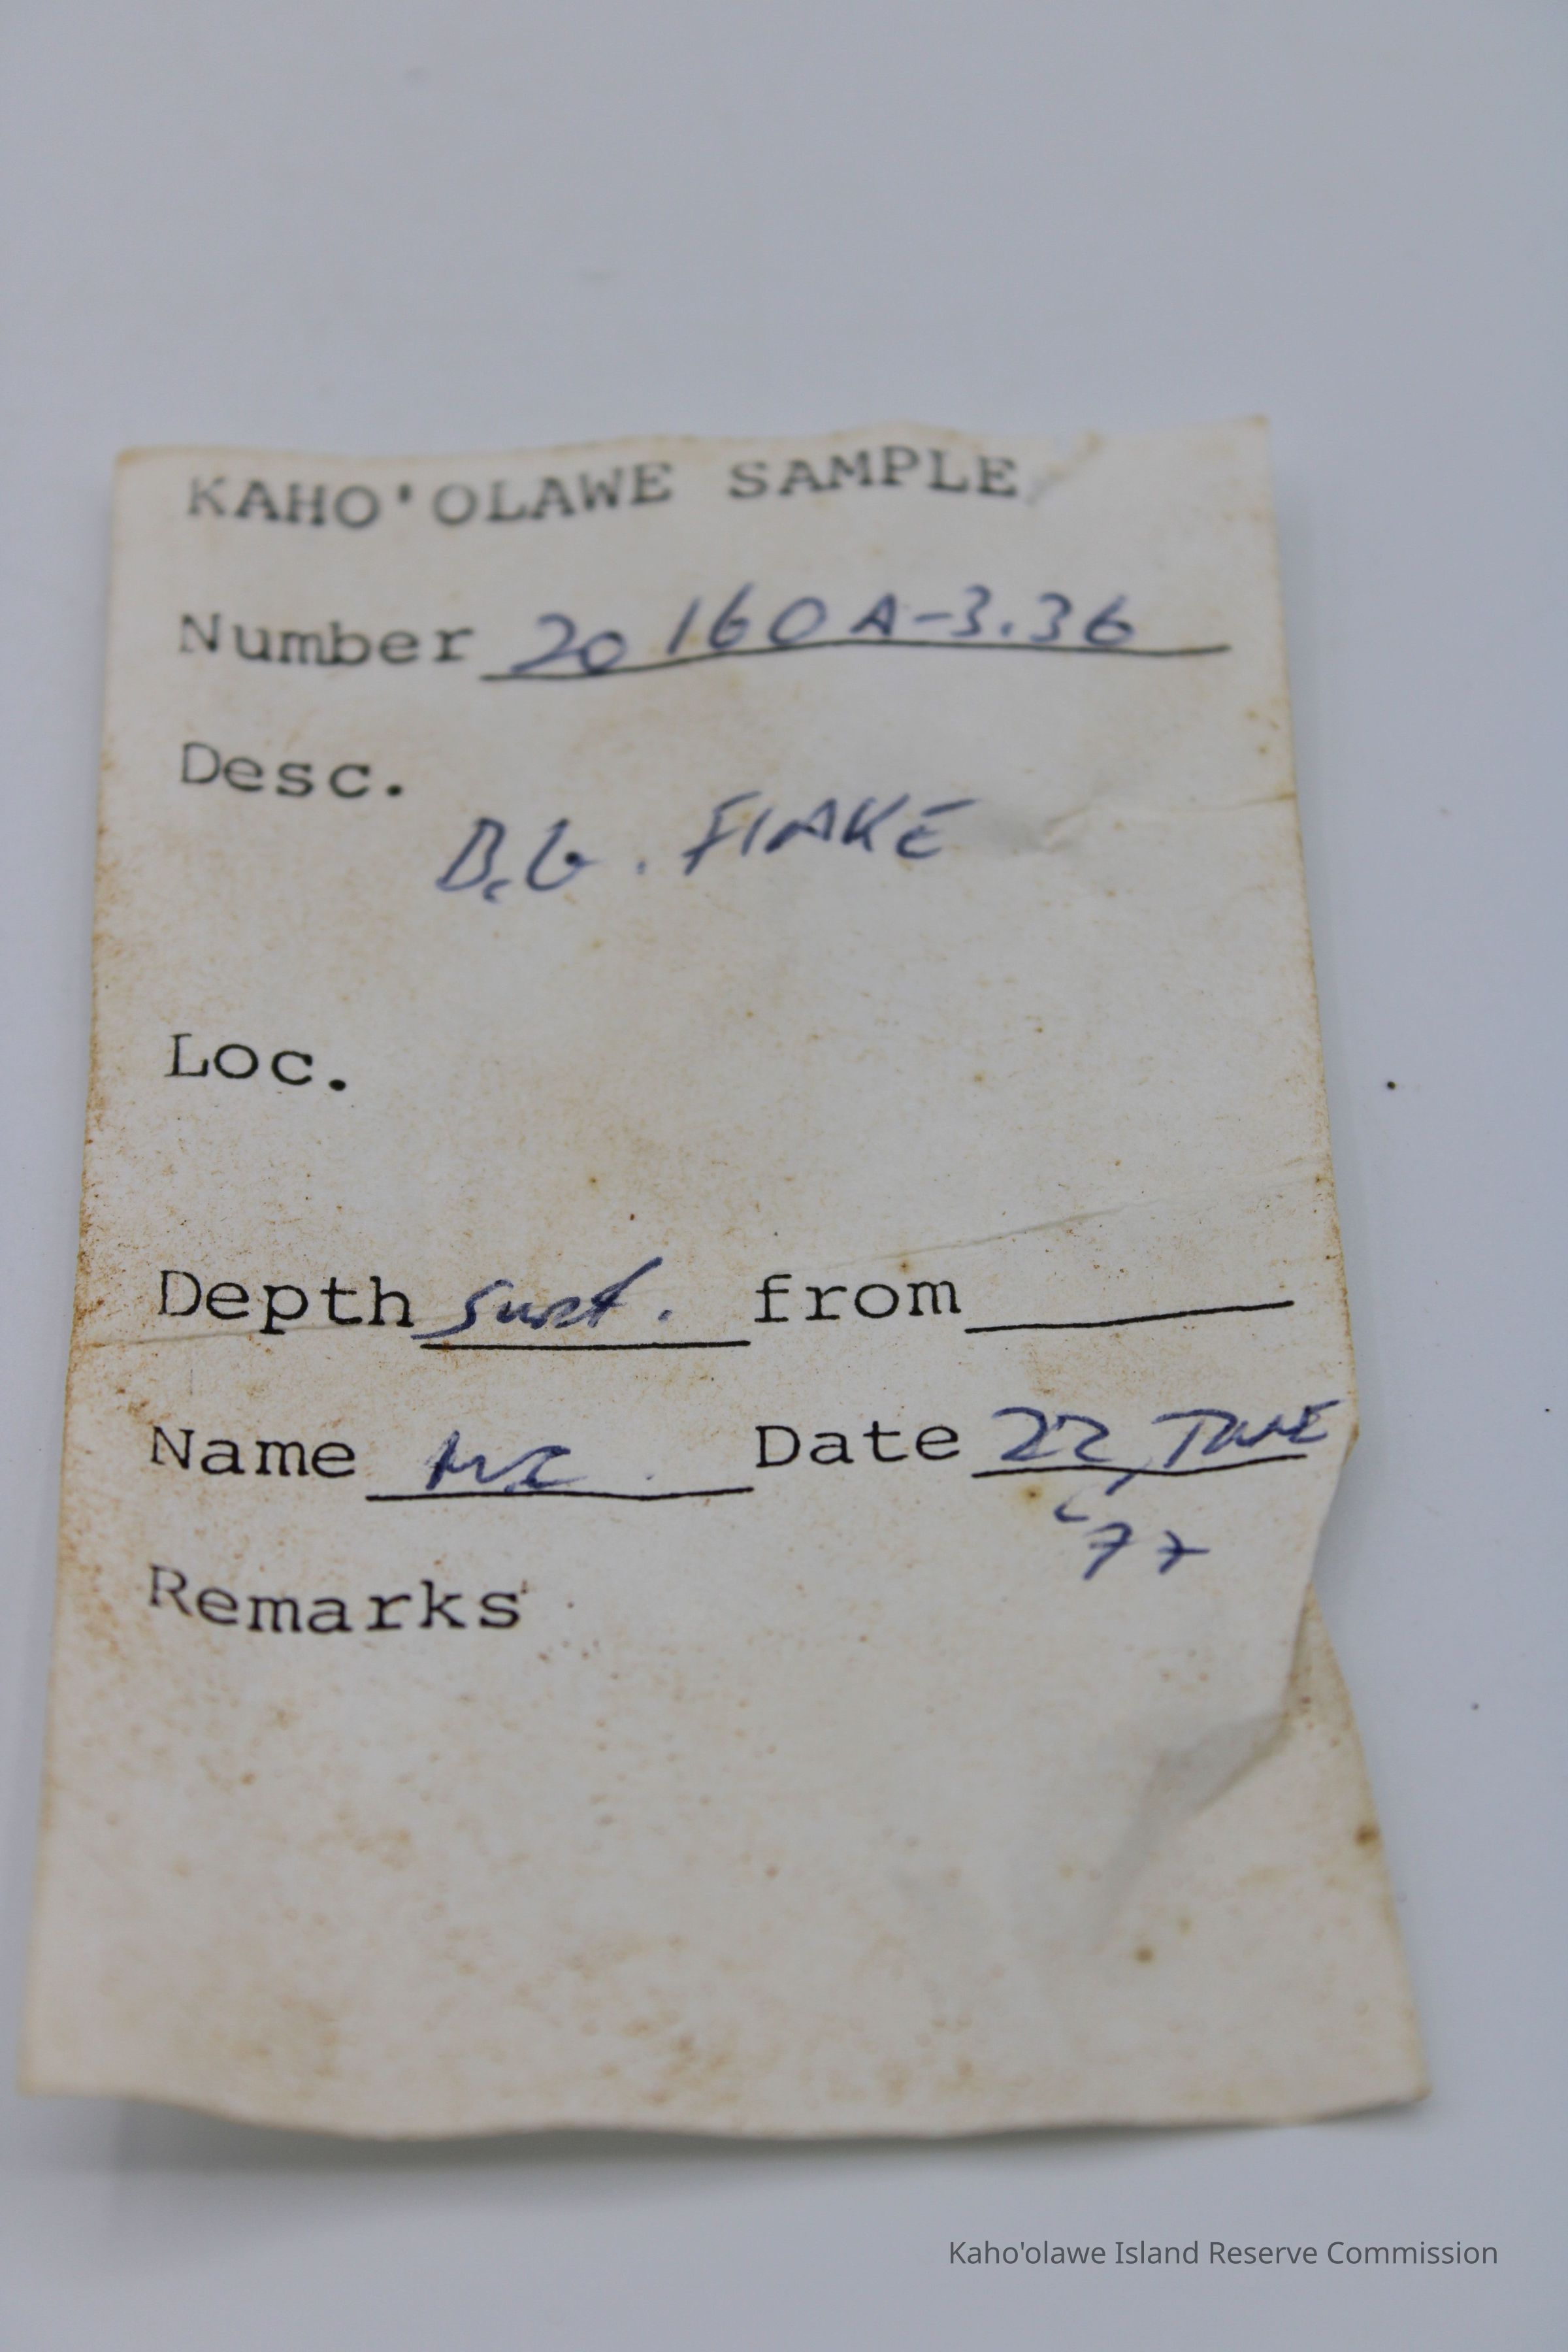 KAHO'OLAWE SAMPLE
Number 20160A-3.36
Desc.
B.G. FLAKE
Loc.
Depth Surf. from
Name Date 22 JUNE
'77
Remarks
Kaho'olawe Island Reserve Commission